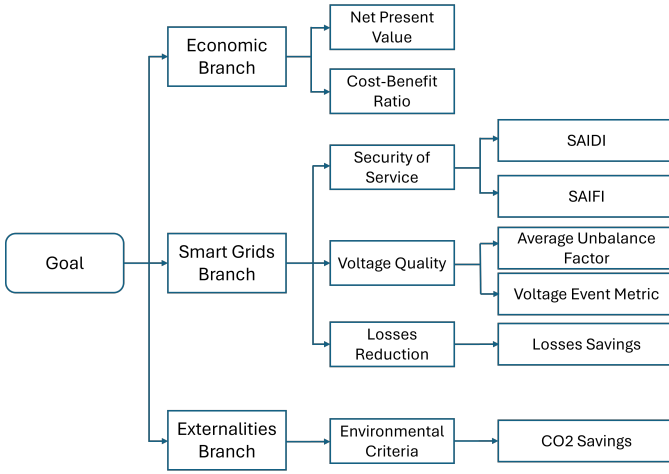 Goal
Economic
Branch
Net Present
Value
Cost-Benefit
Ratio
Smart Grids
Branch
Security of
Service
SAIDI
SAIFI
Voltage Quality
Average Unbalance
Factor
Voltage Event Metric
Losses
Reduction
Losses Savings
Externalities
Branch
Environmental
Criteria
CO2 Savings